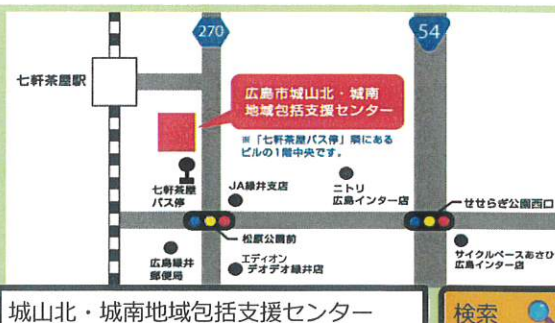 270
54
七軒茶屋駅
広島市城山北・城南
地域包括支援センター
※「七軒茶屋バス停」隣にある
ビルの1階中央です。
七軒茶屋
バス停
JA緑井支店
ニトリ
広島インター店
せせらぎ公園西口
松原公園前
広島緑井
郵便局
エディオン
デオデオ緑井店
サイクルベースあさひ
広島インター店
城山北・城南地域包括支援センター
検索